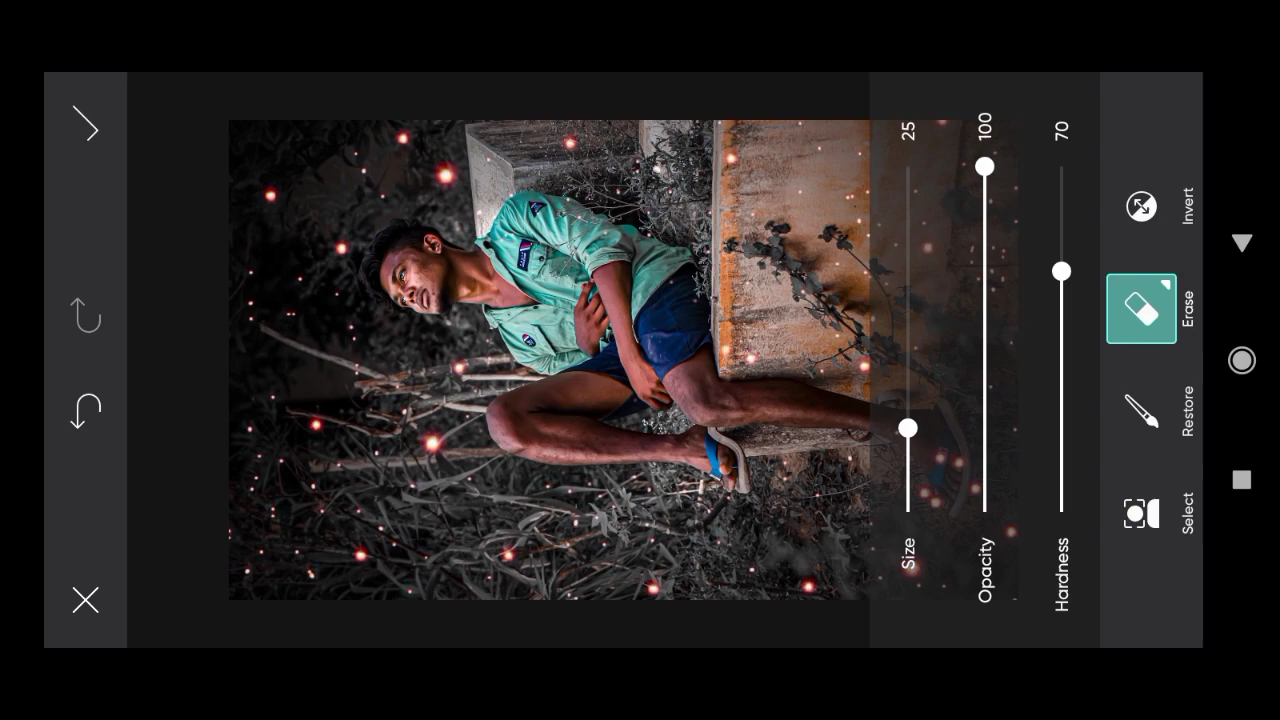 Size
25
Opacity
100
Hardness
70
Select
Restore
Erase
Invert